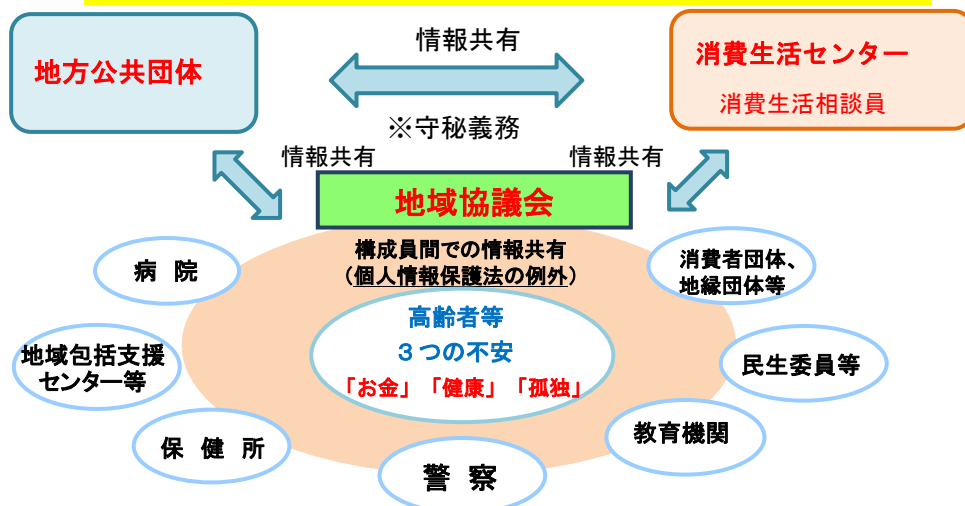 地方公共団体
情報共有
消費生活センター
消費生活相談員
※守秘義務
情報共有
情報共有
地域協議会
構成員間での情報共有
（個人情報保護法の例外）
病 院
消費者団体、
地縁団体等
高齢者等
３つの不安
「お金」「健康」「孤独」
地域包括支援
センター等
民生委員等
保 健 所
教育機関
警 察